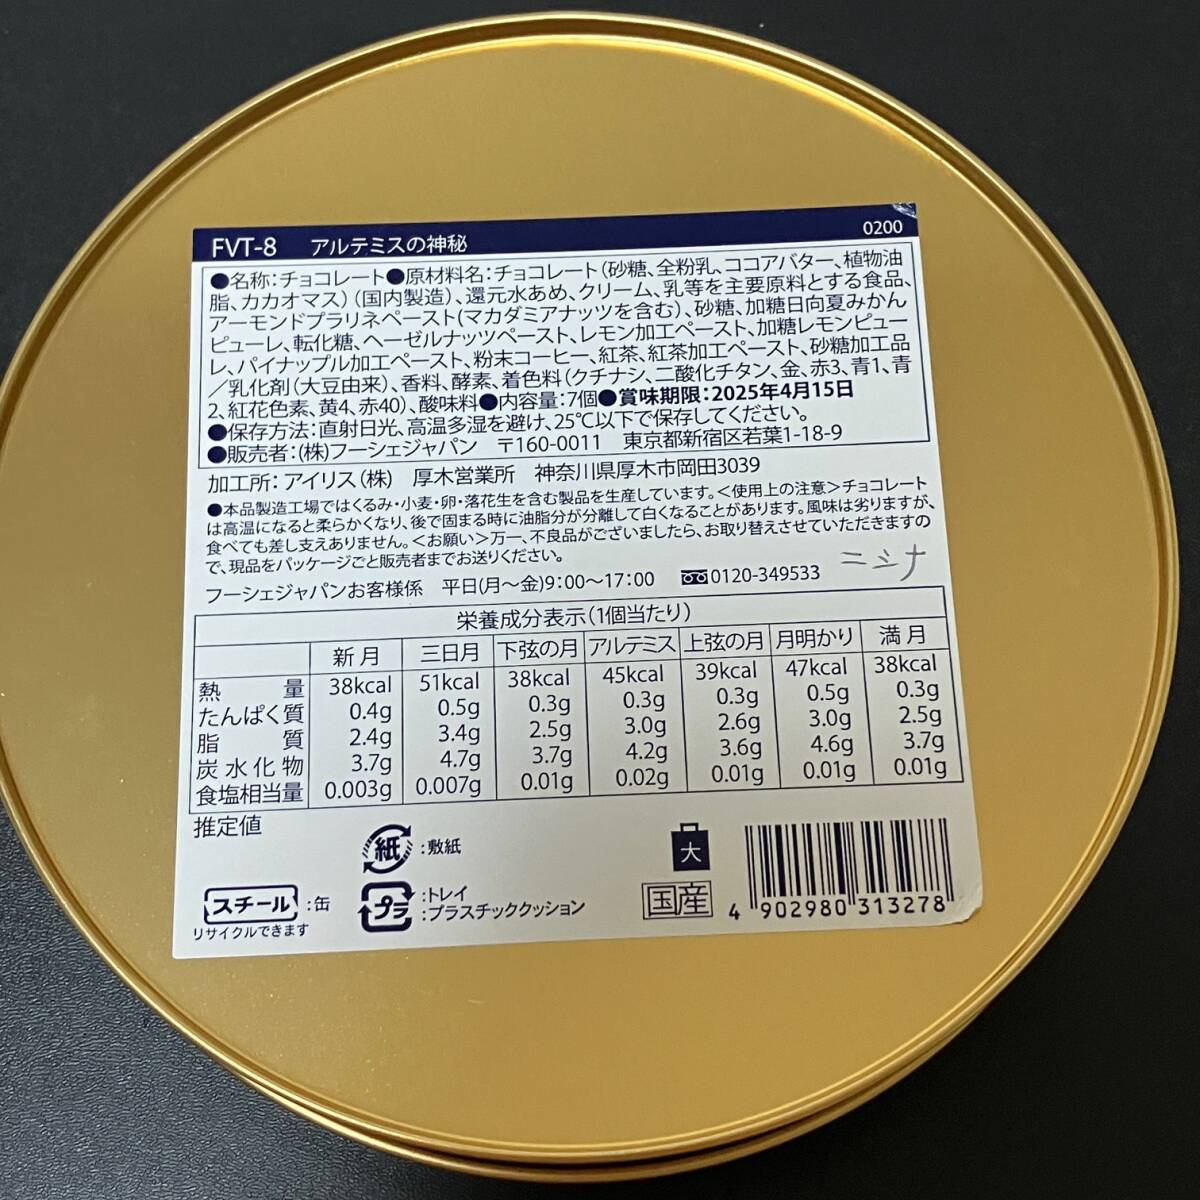 FVT-8 アルテミスの神秘 0200
●名称:チョコレート●原材料名:チョコレート(砂糖、全粉乳、ココアバター、植物油
脂、カカオマス)(国内製造)、還元水あめ、クリーム、乳等を主要原料とする食品、
アーモンドプラリネペースト(マカダミアナッツを含む)、砂糖、加糖日向夏みかん
ピューレ、転化糖、ヘーゼルナッツペースト、レモン加工ペースト、加糖レモンピュー
レ、パイナップル加工ペースト、粉末コーヒー、紅茶、紅茶加工ペースト、砂糖加工品
/乳化剤(大豆由来)、香料、酵素、着色料(クチナシ、二酸化チタン、金、赤3、青1、青
2、紅花色素、黄4、赤40)、酸味料●内容量:7個●賞味期限:2025年4月15日
●保存方法:直射日光、高温多湿を避け、25℃以下で保存してください。
●販売者:(株)フーシェジャパン 〒160-0011 東京都新宿区若葉1-18-9
加工所:アイリス(株) 厚木営業所 神奈川県厚木市岡田3039
●本品製造工場ではくるみ・小麦・卵・落花生を含む製品を生産しています。<使用上の注意>チョコレート
は高温になると柔らかくなり、後で固まる時に油脂分が分離して白くなることがあります。風味は劣りますが、
食べても差し支えありません。<お願い>万一、不良品がございましたら、お取り替えさせていただきますの
で、現品をパッケージごと販売者までお送りください。
フーシェジャパンお客様係 平日(月〜金)9:00〜17:00 0120-349533 ニシナ
栄養成分表示(1個当たり)
新月 三日月 下弦の月 アルテミス 上弦の月 月明かり 満月
熱量 38kcal 51kcal 38kcal 45kcal 39kcal 47kcal 38kcal
たんぱく質 0.4g 0.5g 0.3g 0.3g 0.3g 0.5g 0.3g
脂質 2.4g 3.4g 2.5g 3.0g 2.6g 3.0g 2.5g
炭水化物 3.7g 4.7g 3.7g 4.2g 3.6g 4.6g 3.7g
食塩相当量 0.003g 0.007g 0.01g 0.02g 0.01g 0.01g 0.01g
推定値
紙 :敷紙
大
スチール :缶
リサイクルできます
プラ :トレイ
:プラスチッククッション
国産
4 902980 313278